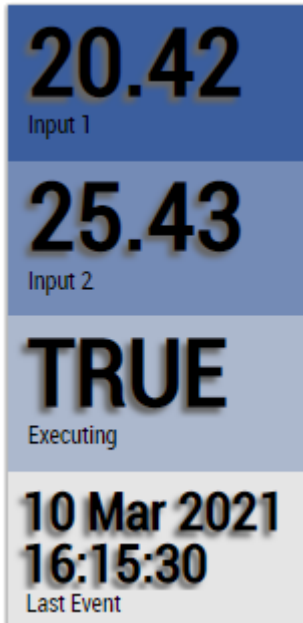 20.42
Input 1
25.43
Input 2
TRUE
Executing
10 Mar 2021
16:15:30
Last Event